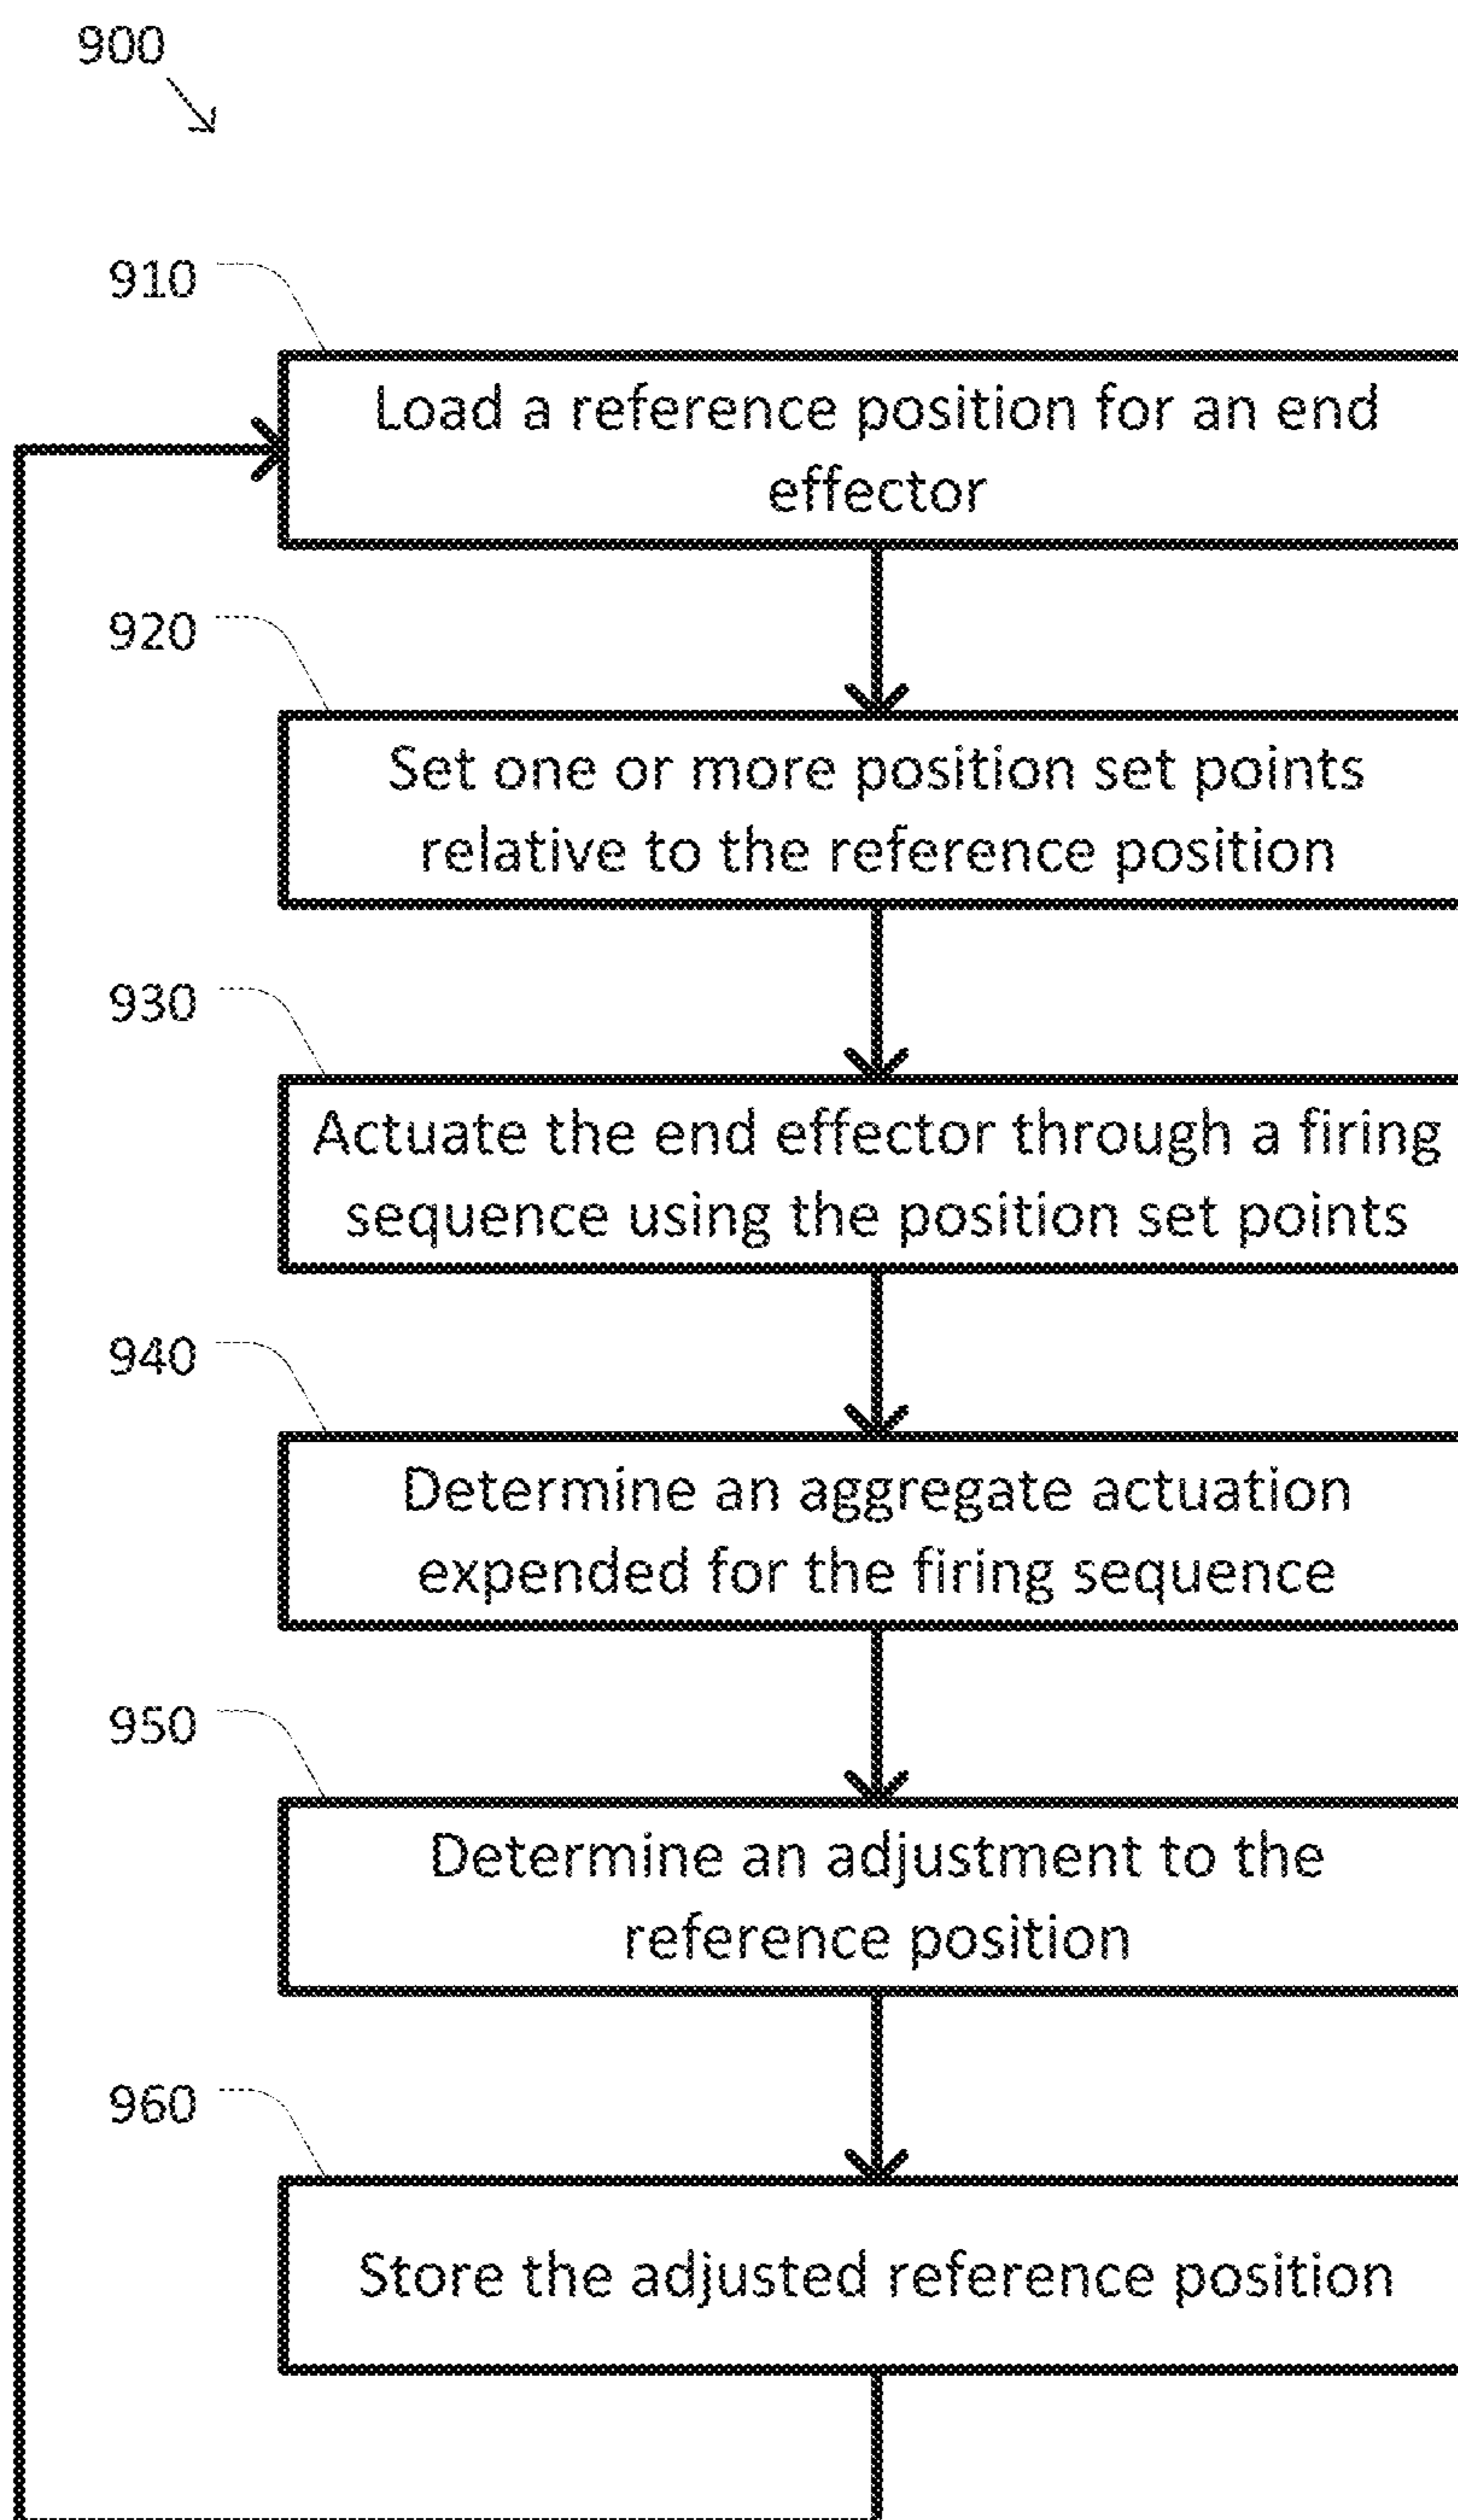 900
910
Load a reference position for an end
effector
920
Set one or more position set points
relative to the reference position
930
Actuate the end effector through a firing
sequence using the position set points
940
Determine an aggregate actuation
expended for the firing sequence
950
Determine an adjustment to the
reference position
960
Store the adjusted reference position